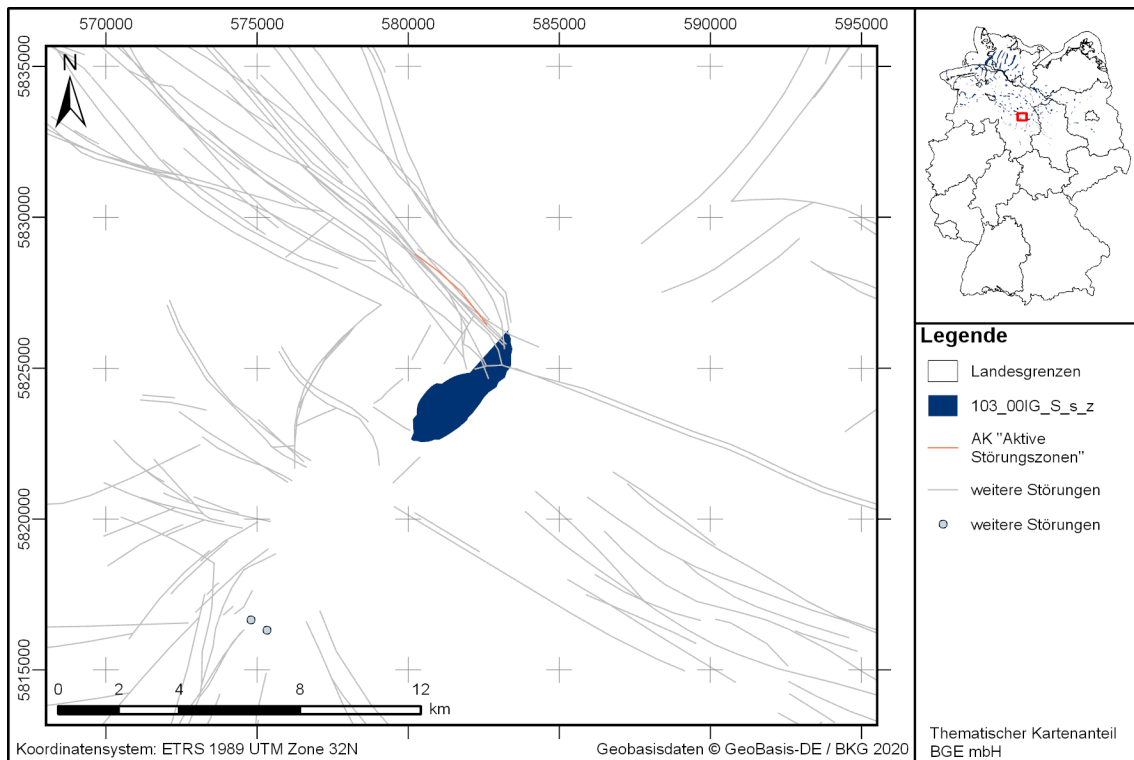 570000
575000
580000
585000
590000
595000
5835000
5830000
5825000
5820000
5815000
N
0
2
4
8
12
km
Koordinatensystem: ETRS 1989 UTM Zone 32N
Geobasisdaten © GeoBasis-DE / BKG 2020
Legende
Landesgrenzen
103_00IG_S_s_z
AK "Aktive
Störungszonen"
weitere Störungen
weitere Störungen
Thematischer Kartenanteil
BGE mbH